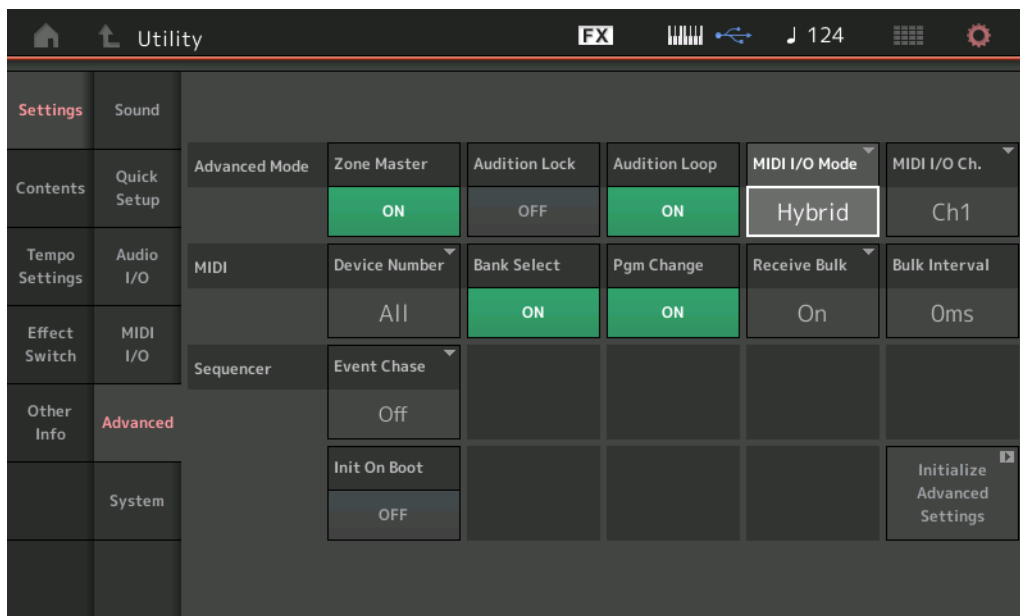 Utility FX ♩ 124
Settings
Sound
Advanced Mode Zone Master Audition Lock Audition Loop MIDI I/O Mode MIDI I/O Ch.
Contents
Quick
Setup
ON OFF ON Hybrid Ch1
Tempo
Settings
Audio
I/O
MIDI Device Number Bank Select Pgm Change Receive Bulk Bulk Interval
All ON ON On 0ms
Effect
Switch
MIDI
I/O
Sequencer Event Chase
Off
Other
Info
Advanced
Init On Boot
OFF
System
Initialize
Advanced
Settings